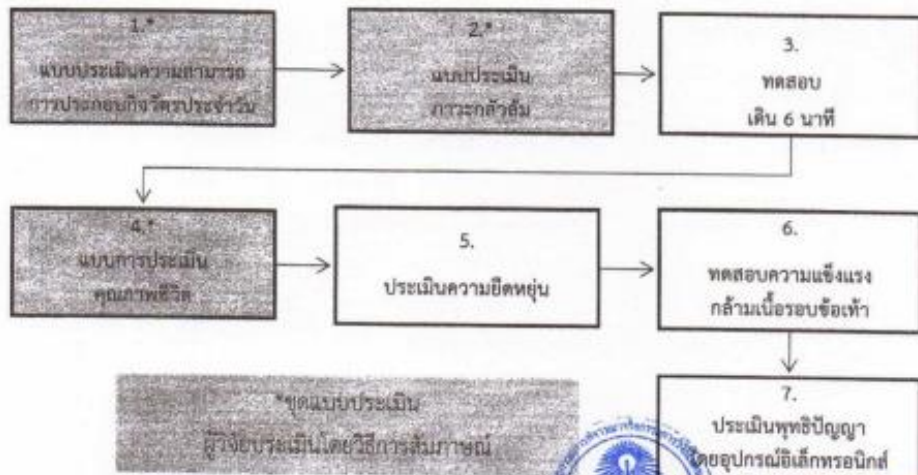 1.*
แบบประเมินความสามารถ
การประกอบกิจวัตรประจำวัน
2.*
แบบประเมิน
ภาวะกลัวล้ม
3.
ทดสอบ
เดิน 6 นาที
4.*
แบบการประเมิน
คุณภาพชีวิต
5.
ประเมินความยืดหยุ่น
6.
ทดสอบความแข็งแรง
กล้ามเนื้อรอบข้อเท้า
7.
ประเมินพุทธิปัญญา
โดยอุปกรณ์อิเล็กทรอนิกส์
*ชุดแบบประเมิน
ผู้วิจัยประเมินโดยวิธีการสัมภาษณ์